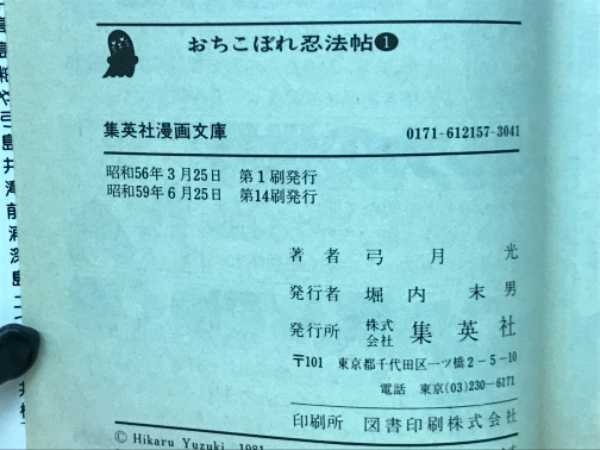 おちこぼれ忍法帖❶
集英社漫画文庫 0171-612157-3041
昭和56年3月25日 第1刷発行
昭和59年6月25日 第14刷発行
著者 弓月光
発行者 堀内末男
発行所 株式会社 集英社
〒101 東京都千代田区一ツ橋2-5-10
電話 東京(03)230-6171
印刷所 図書印刷株式会社
© Hikaru Yuzuki, 1981